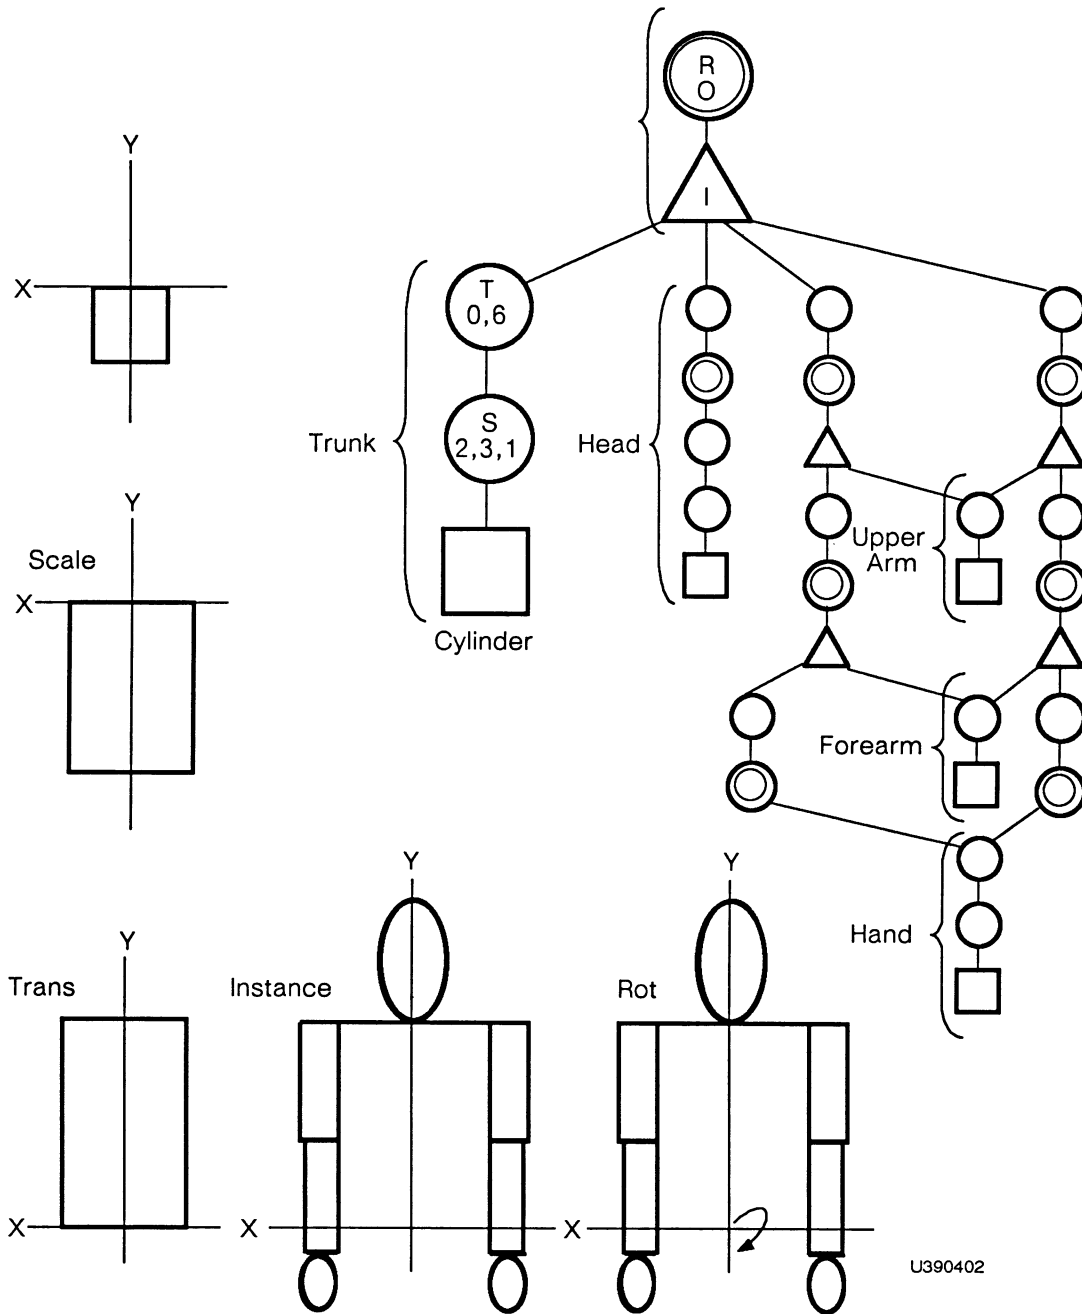 R
O
I
Y
X
T
0,6
S
2,3,1
Trunk
Cylinder
Head
Upper
Arm
Forearm
Hand
Y
Scale
X
Y
Trans
X
Y
Instance
X
Y
Rot
X
U390402